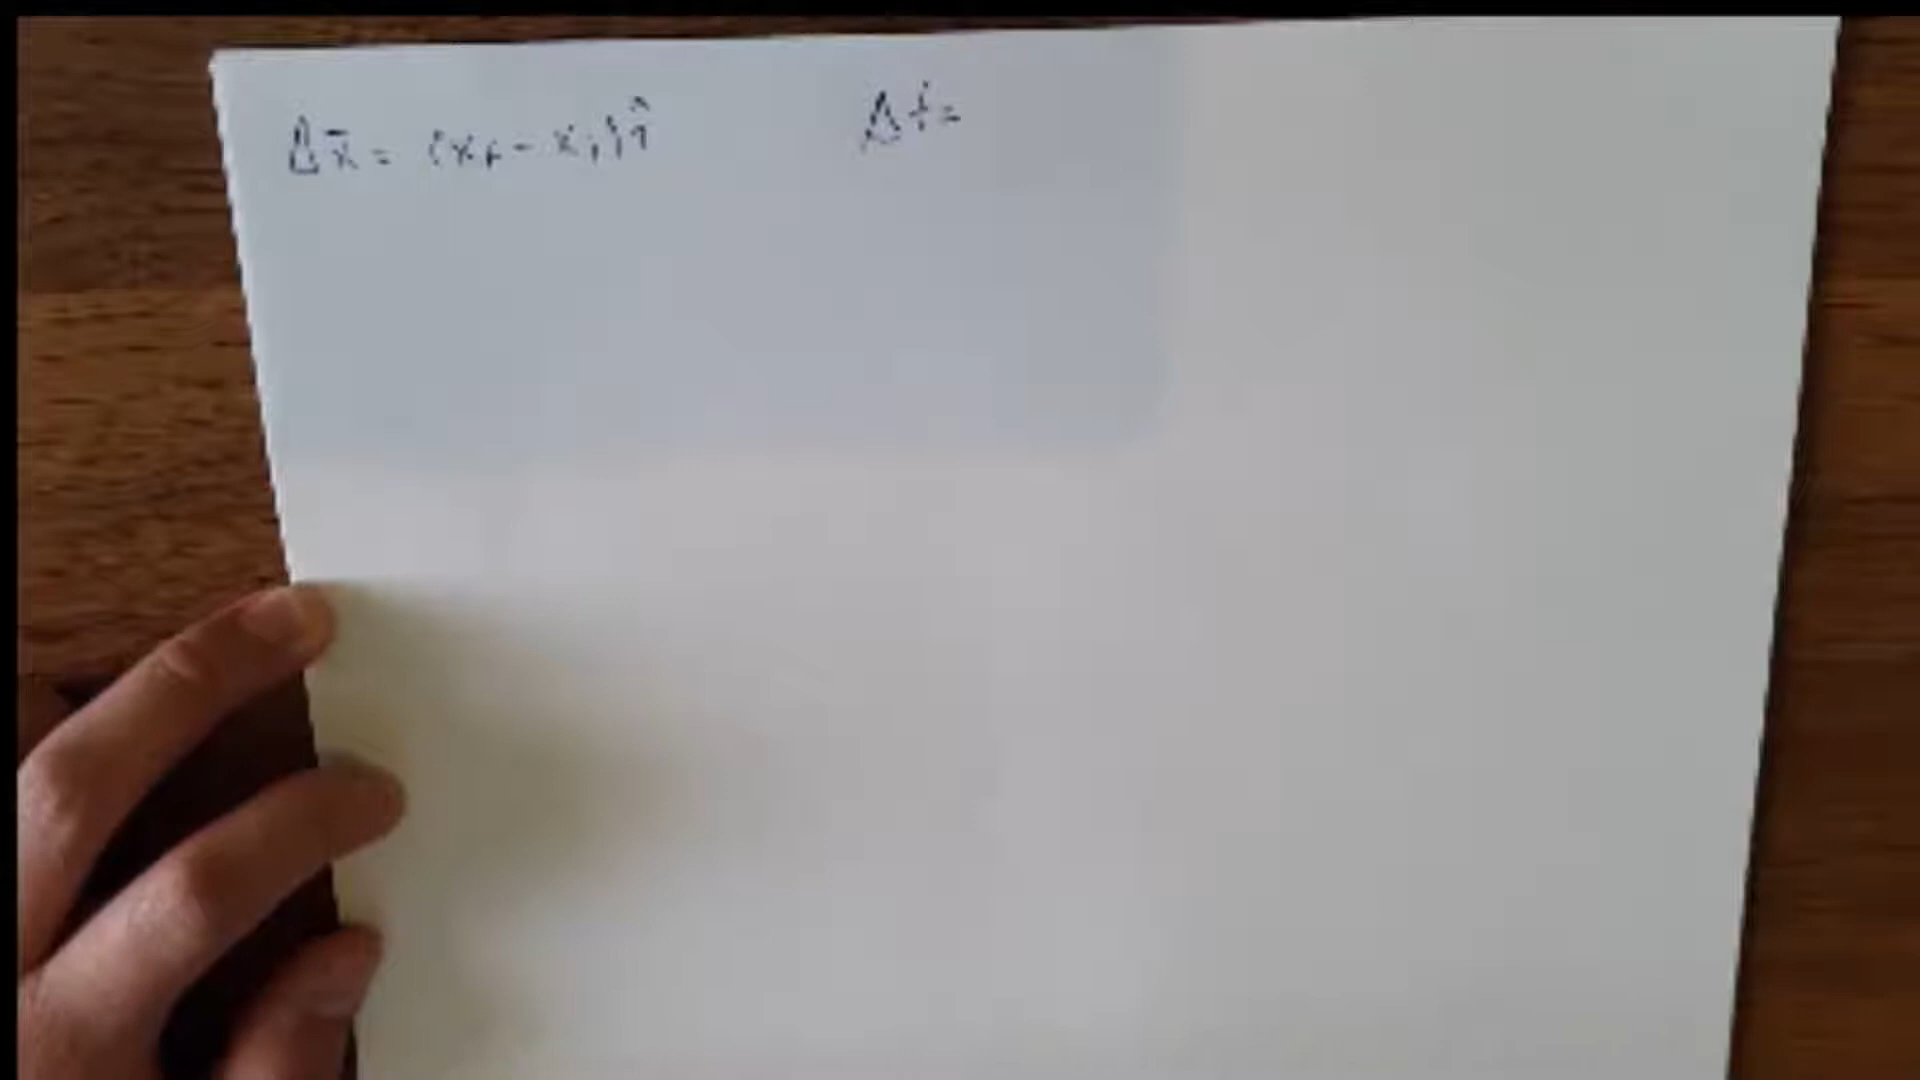 Δx̄ = (x_f - x_i) î    Δt =